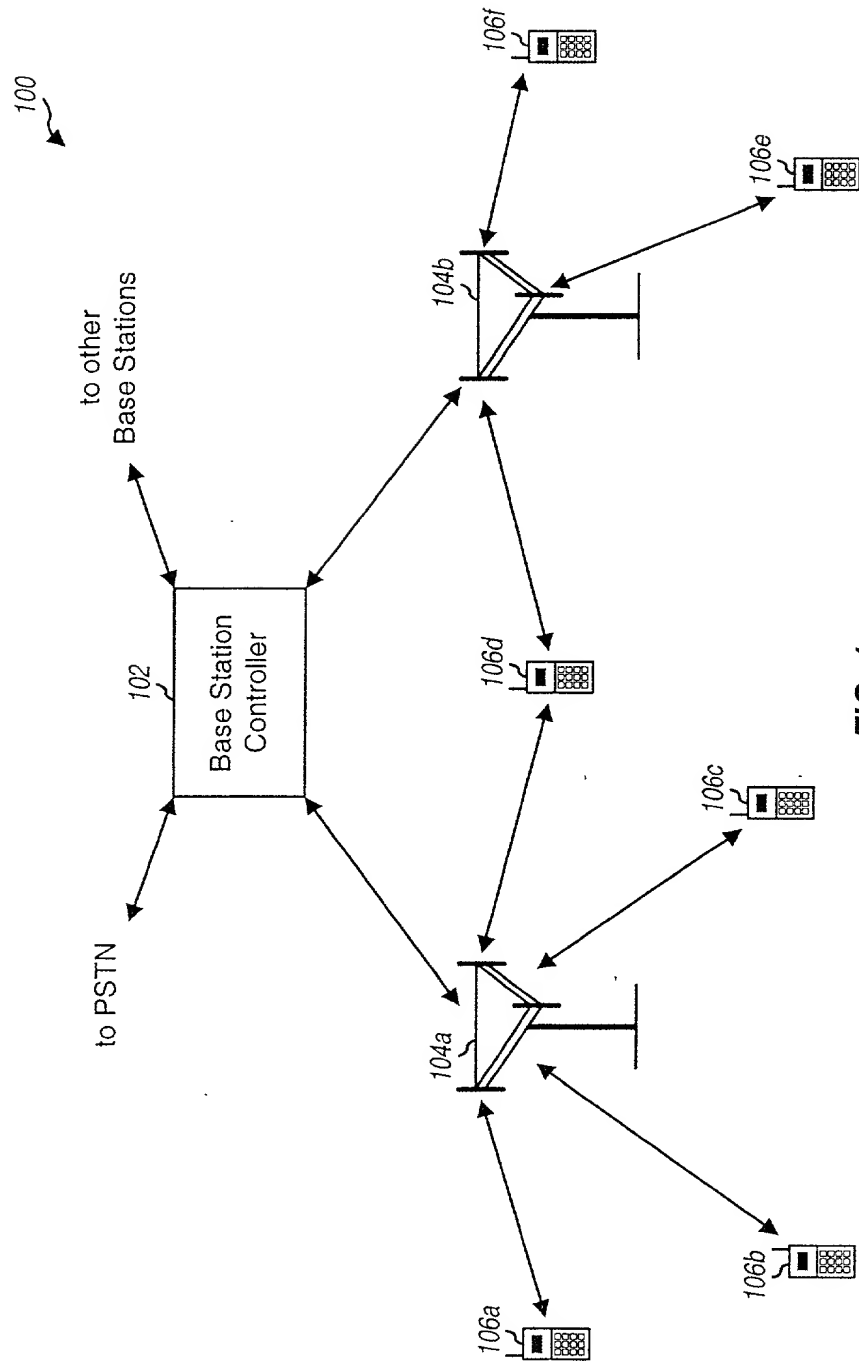 100
to PSTN
to other
Base Stations
102
Base Station
Controller
104a
104b
106a
106b
106c
106d
106e
106f